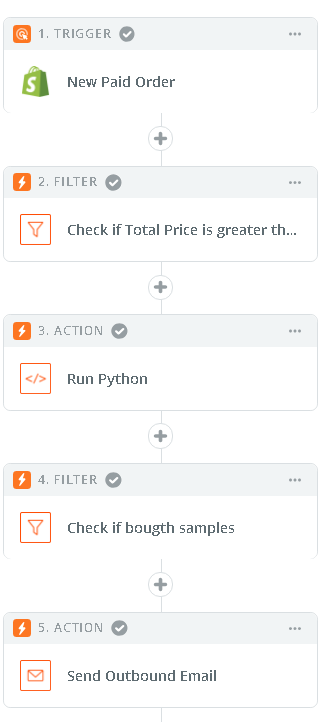 1. TRIGGER
New Paid Order
2. FILTER
Check if Total Price is greater th...
3. ACTION
Run Python
4. FILTER
Check if bougth samples
5. ACTION
Send Outbound Email